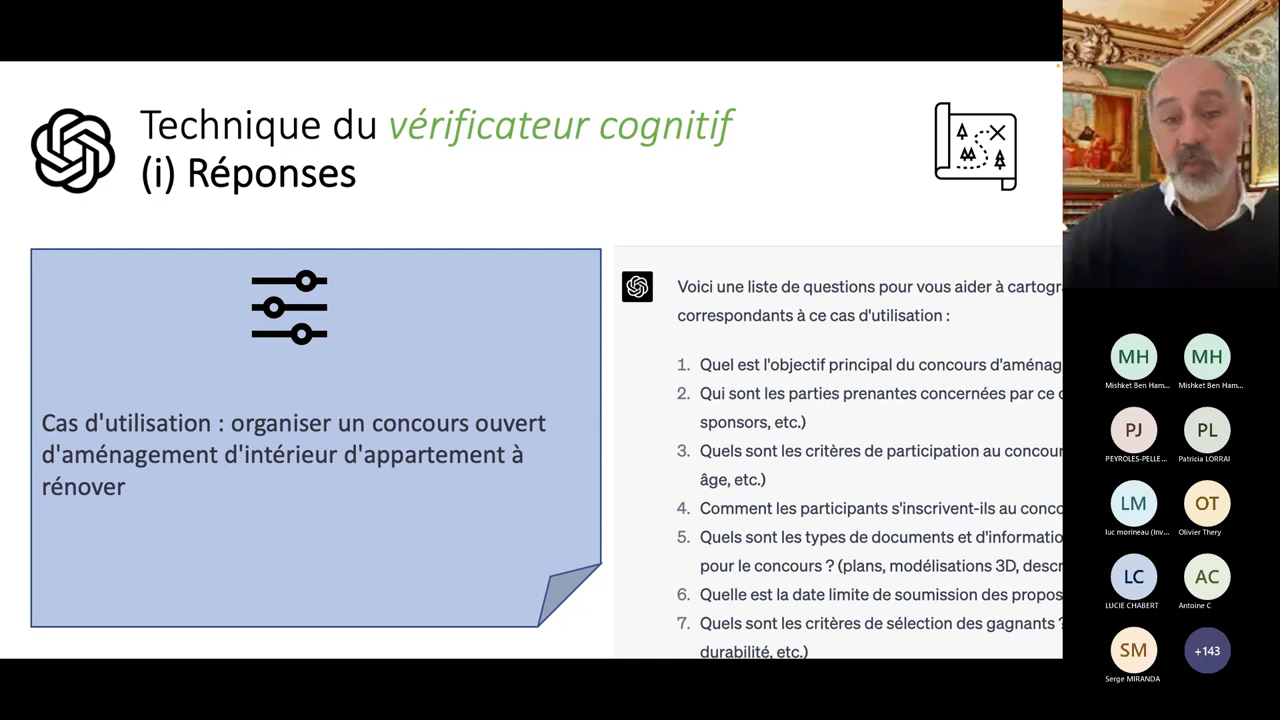 Technique du vérificateur cognitif
(i) Réponses
Cas d'utilisation : organiser un concours ouvert
d'aménagement d'intérieur d'appartement à
rénover
Voici une liste de questions pour vous aider à cartogra
correspondants à ce cas d'utilisation :
1. Quel est l'objectif principal du concours d'aménag
2. Qui sont les parties prenantes concernées par ce c
sponsors, etc.)
3. Quels sont les critères de participation au concour
âge, etc.)
4. Comment les participants s'inscrivent-ils au conco
5. Quels sont les types de documents et d'informatio
pour le concours ? (plans, modélisations 3D, descr
6. Quelle est la date limite de soumission des propos
7. Quels sont les critères de sélection des gagnants ?
durabilité, etc.)
MH MH
Mishket Ben Ham... Mishket Ben Ham...
PJ PL
PEYROLES-PELLE... Patricia LORRAI
LM OT
luc morineau (Inv... Olivier Thery
LC AC
LUCIE CHABERT Antoine C
SM +143
Serge MIRANDA